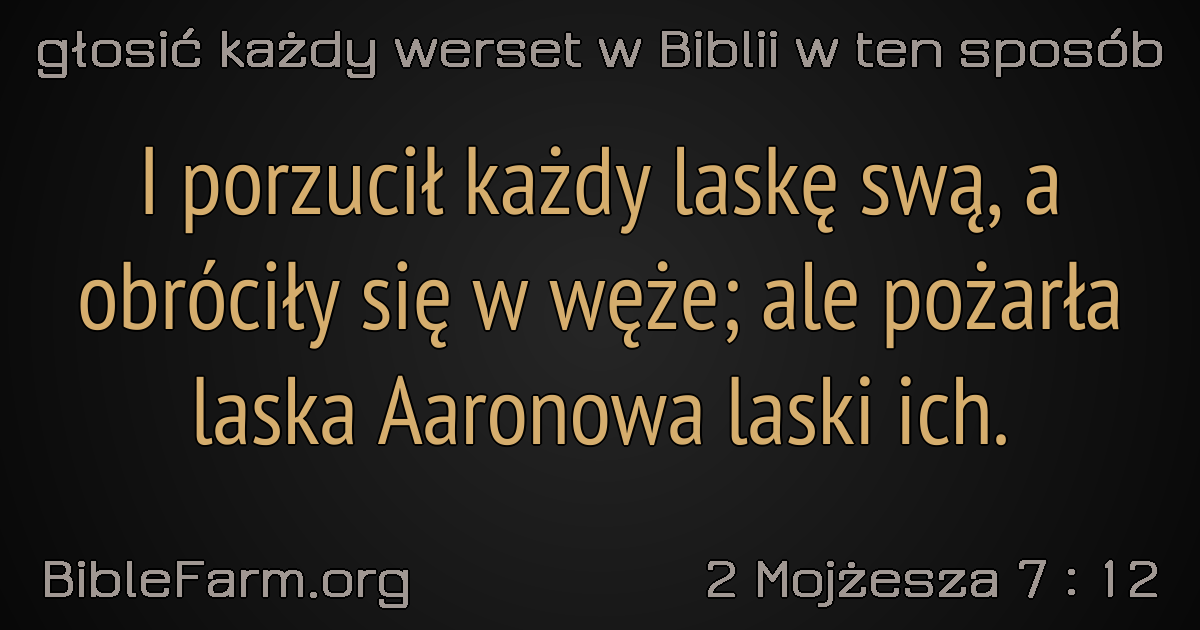 głosić każdy werset w Biblii w ten sposób
I porzucił każdy laskę swą, a
obróciły się w węże; ale pożarła
laska Aaronowa laski ich.
BibleFarm.org
2 Mojżesza 7 : 12